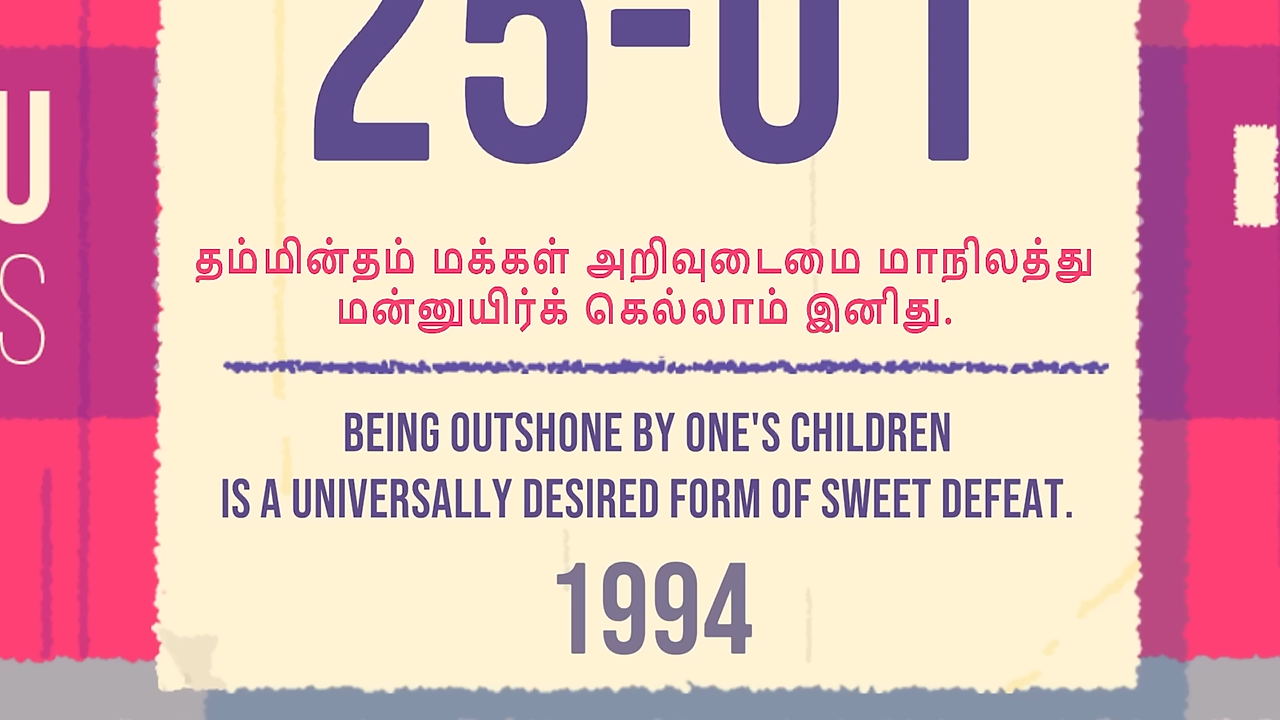 25-01
U
S
தம்மின்தம் மக்கள் அறிவுடைமை மாநிலத்து
மன்னுயிர்க் கெல்லாம் இனிது.
BEING OUTSHONE BY ONE'S CHILDREN
IS A UNIVERSALLY DESIRED FORM OF SWEET DEFEAT.
1994